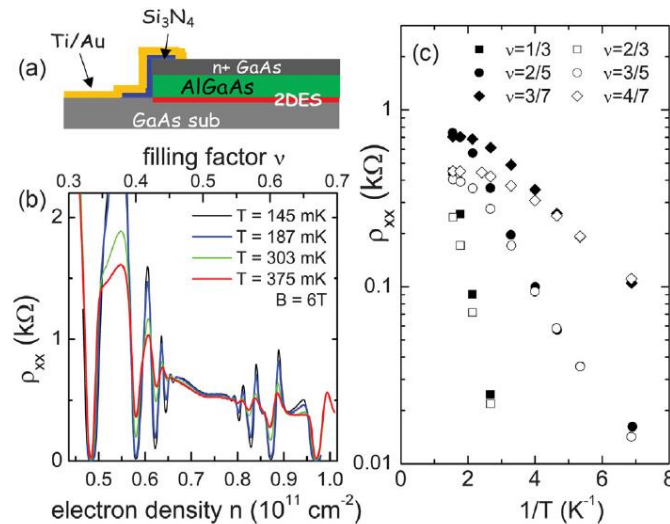 Si₃N₄
Ti/Au
(a)
n+ GaAs
AlGaAs
2DES
GaAs sub
filling factor ν
0.3 0.4 0.5 0.6 0.7
(b)
T = 145 mK
T = 187 mK
T = 303 mK
T = 375 mK
B = 6T
ρxx (kΩ)
2
1
0
0.5 0.6 0.7 0.8 0.9 1.0
electron density n (10¹¹ cm⁻²)
(c)
ν=1/3 ν=2/3
ν=2/5 ν=3/5
ν=3/7 ν=4/7
ρxx (kΩ)
1
0.1
0.01
0 2 4 6 8
1/T (K⁻¹)